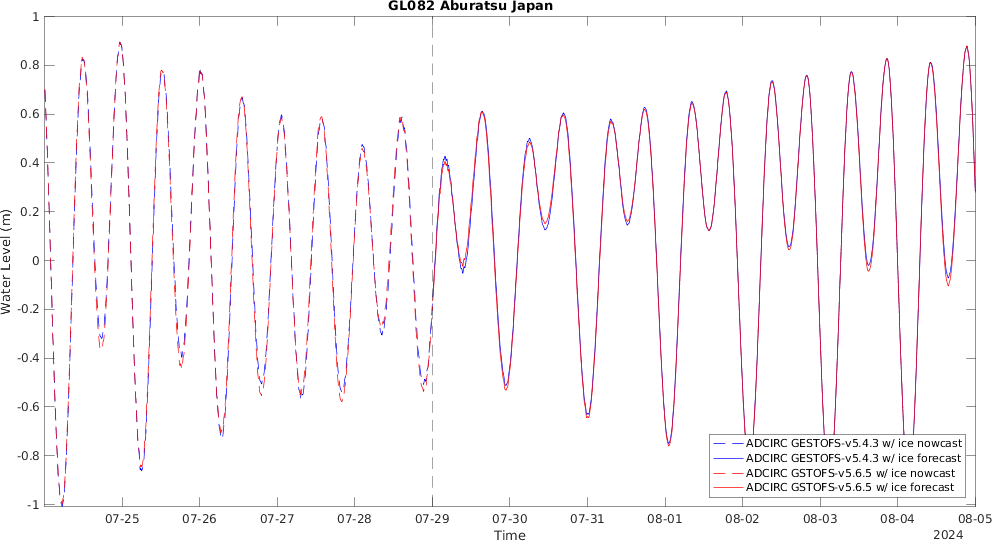 GL082 Aburatsu Japan
1
0.8
0.6
0.4
0.2
0
-0.2
-0.4
-0.6
-0.8
-1
Water Level (m)
ADCIRC GESTOFS-v5.4.3 w/ ice nowcast
ADCIRC GESTOFS-v5.4.3 w/ ice forecast
ADCIRC GSTOFS-v5.6.5 w/ ice nowcast
ADCIRC GSTOFS-v5.6.5 w/ ice forecast
07-25 07-26 07-27 07-28 07-29 07-30 07-31 08-01 08-02 08-03 08-04 08-05
Time
2024